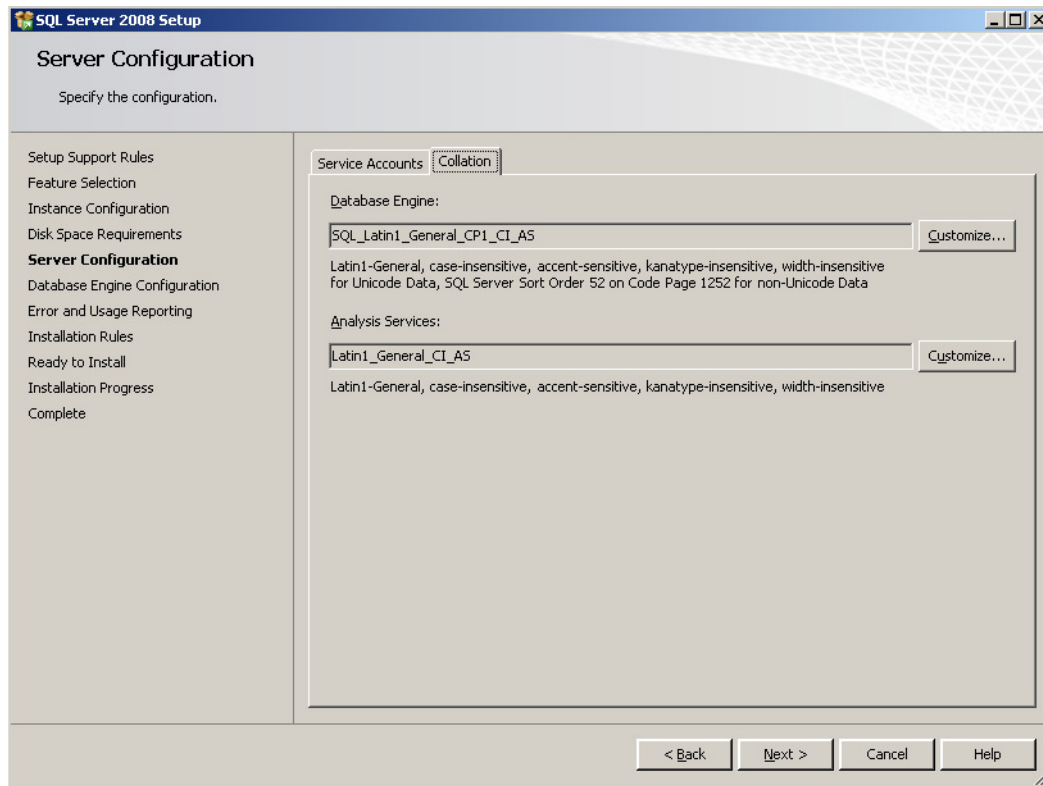 SQL Server 2008 Setup
Server Configuration
Specify the configuration.
Setup Support Rules
Feature Selection
Instance Configuration
Disk Space Requirements
Server Configuration
Database Engine Configuration
Error and Usage Reporting
Installation Rules
Ready to Install
Installation Progress
Complete
Service Accounts
Collation
Database Engine:
SQL_Latin1_General_CP1_CI_AS
Customize...
Latin1-General, case-insensitive, accent-sensitive, kanatype-insensitive, width-insensitive
for Unicode Data, SQL Server Sort Order 52 on Code Page 1252 for non-Unicode Data
Analysis Services:
Latin1_General_CI_AS
Customize...
Latin1-General, case-insensitive, accent-sensitive, kanatype-insensitive, width-insensitive
< Back
Next >
Cancel
Help